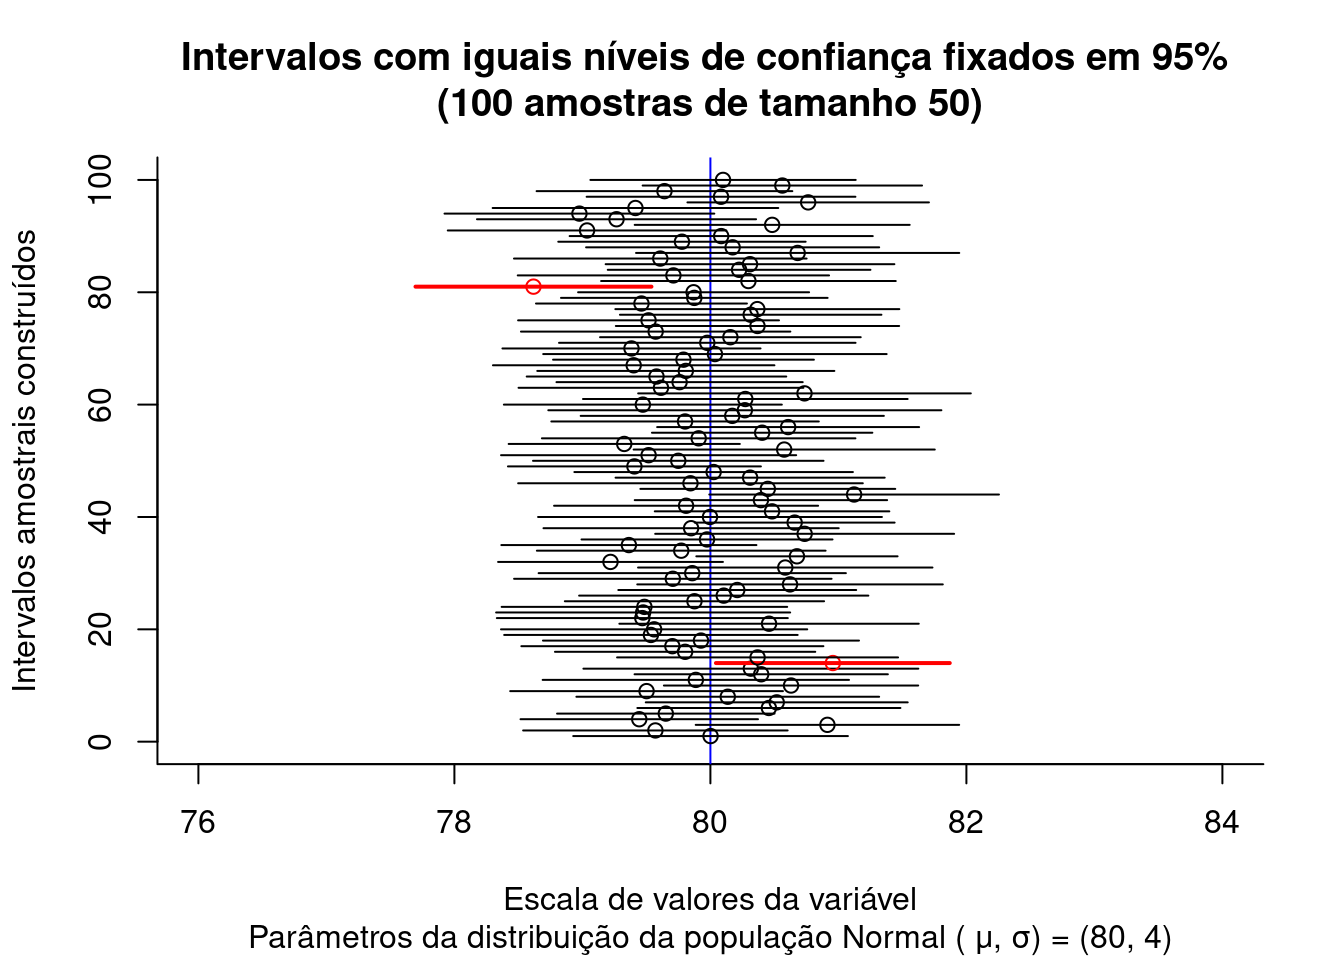 Intervalos com iguais níveis de confiança fixados em 95%
(100 amostras de tamanho 50)
Intervalos amostrais construídos
100
80
60
40
20
0
76 78 80 82 84
Escala de valores da variável
Parâmetros da distribuição da população Normal ( μ, σ) = (80, 4)